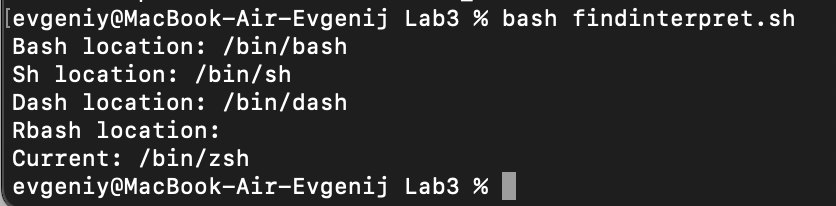 [evgeniy@MacBook-Air-Evgenij Lab3 % bash findinterpret.sh
Bash location: /bin/bash
Sh location: /bin/sh
Dash location: /bin/dash
Rbash location:
Current: /bin/zsh
evgeniy@MacBook-Air-Evgenij Lab3 %